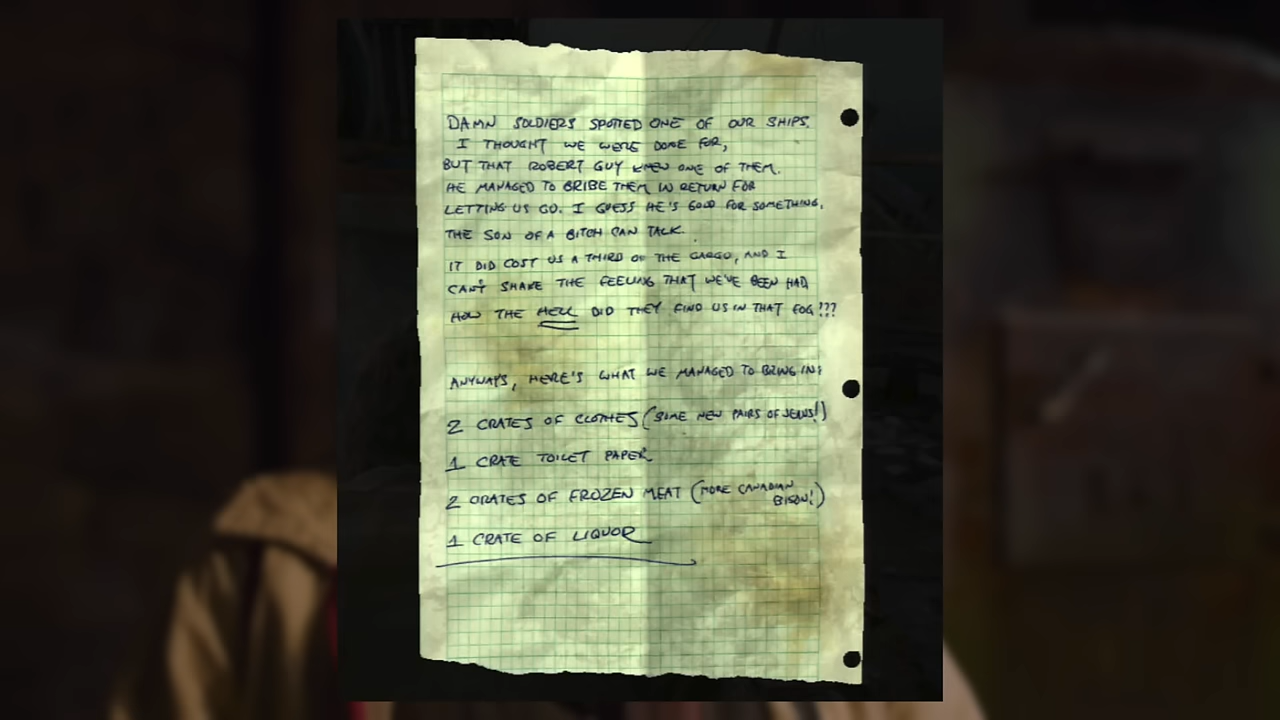 DAMN SOLDIERS SPOTTED ONE OF OUR SHIPS.
I THOUGHT WE WERE DONE FOR,
BUT THAT ROBERT GUY KNEW ONE OF THEM.
HE MANAGED TO BRIBE THEM IN RETURN FOR
LETTING US GO. I GUESS HE'S GOOD FOR SOMETHING.
THE SON OF A BITCH CAN TALK.
IT DID COST US A THIRD OF THE CARGO, AND I
CAN'T SHAKE THE FEELING THAT WE'VE BEEN HAD
HOW THE HELL DID THEY FIND US IN THAT FOG???
ANYWAYS, HERE'S WHAT WE MANAGED TO BRING IN:
2 CRATES OF CLOTHES (SOME NEW PAIRS OF JEANS!)
1 CRATE TOILET PAPER
2 CRATES OF FROZEN MEAT (MORE CANADIAN
BISON!)
1 CRATE OF LIQUOR